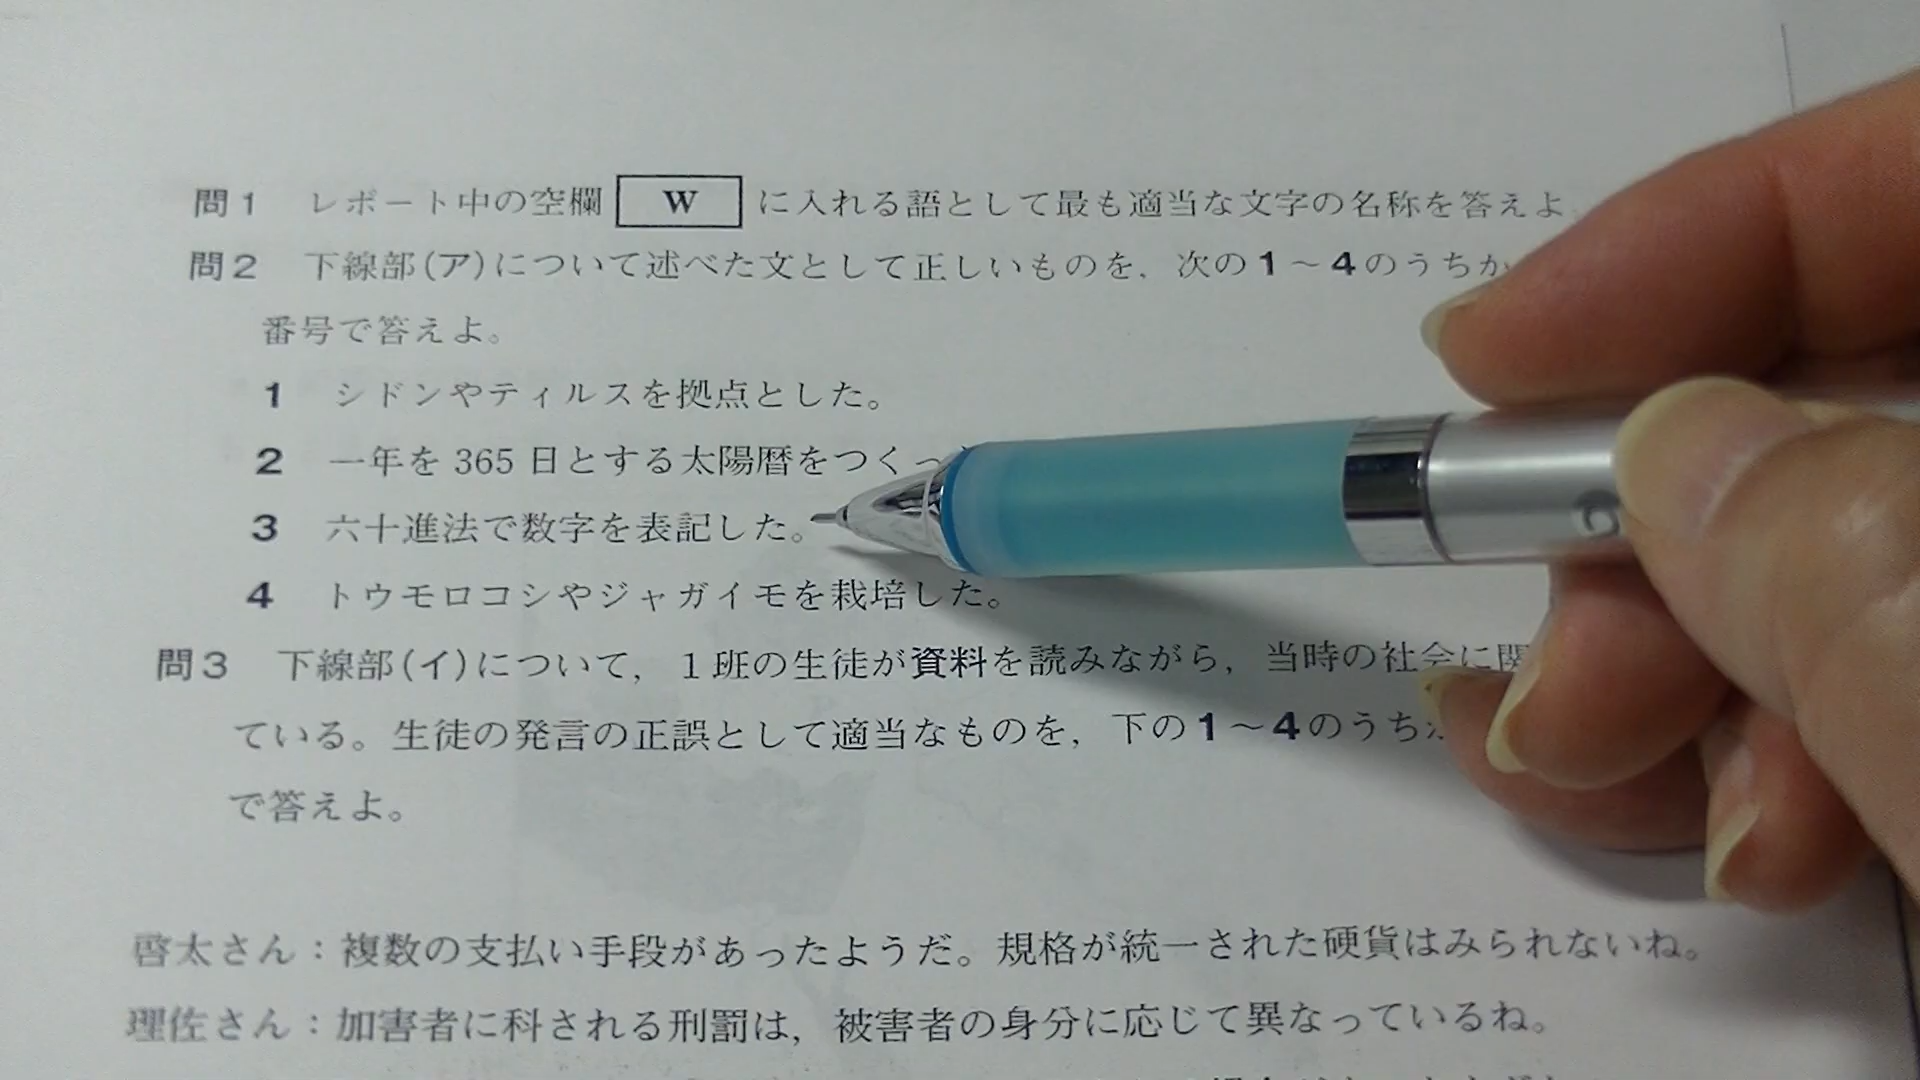 問1 レポート中の空欄 W に入れる語として最も適当な文字の名称を答えよ
問2 下線部(ア)について述べた文として正しいものを，次の1～4のうちか
番号で答えよ。
1 シドンやティルスを拠点とした。
2 一年を365日とする太陽暦をつくっ
3 六十進法で数字を表記した。
4 トウモロコシやジャガイモを栽培した。
問3 下線部(イ)について，1班の生徒が資料を読みながら，当時の社会に関
ている。生徒の発言の正誤として適当なものを，下の1～4のうち
で答えよ。
啓太さん：複数の支払い手段があったようだ。規格が統一された硬貨はみられないね。
理佐さん：加害者に科される刑罰は，被害者の身分に応じて異なっているね。